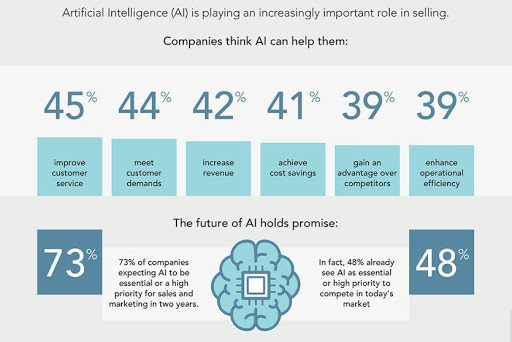 Artificial Intelligence (AI) is playing an increasingly important role in selling.
Companies think AI can help them:
45%
44%
42%
41%
39%
39%
improve
customer
service
meet
customer
demands
increase
revenue
achieve
cost savings
gain an
advantage over
competitors
enhance
operational
efficiency
The future of AI holds promise:
73%
73% of companies
expecting AI to be
essential or a high
priority for sales and
marketing in two years.
In fact, 48% already
see AI as essential
or high priority to
compete in today's
market
48%